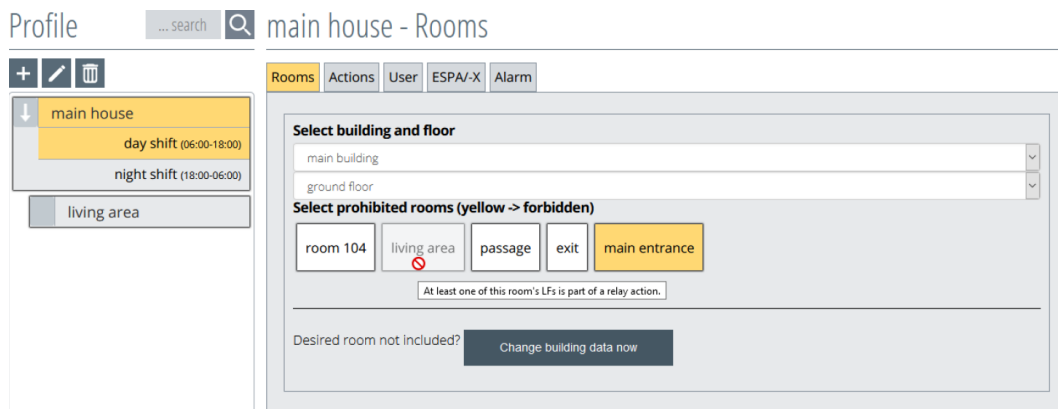 Profile
... search
main house - Rooms
Rooms Actions User ESPA/-X Alarm
main house
day shift (06:00-18:00)
night shift (18:00-06:00)
living area
Select building and floor
main building
ground floor
Select prohibited rooms (yellow -> forbidden)
room 104 living area passage exit main entrance
At least one of this room's LFs is part of a relay action.
Desired room not included? Change building data now